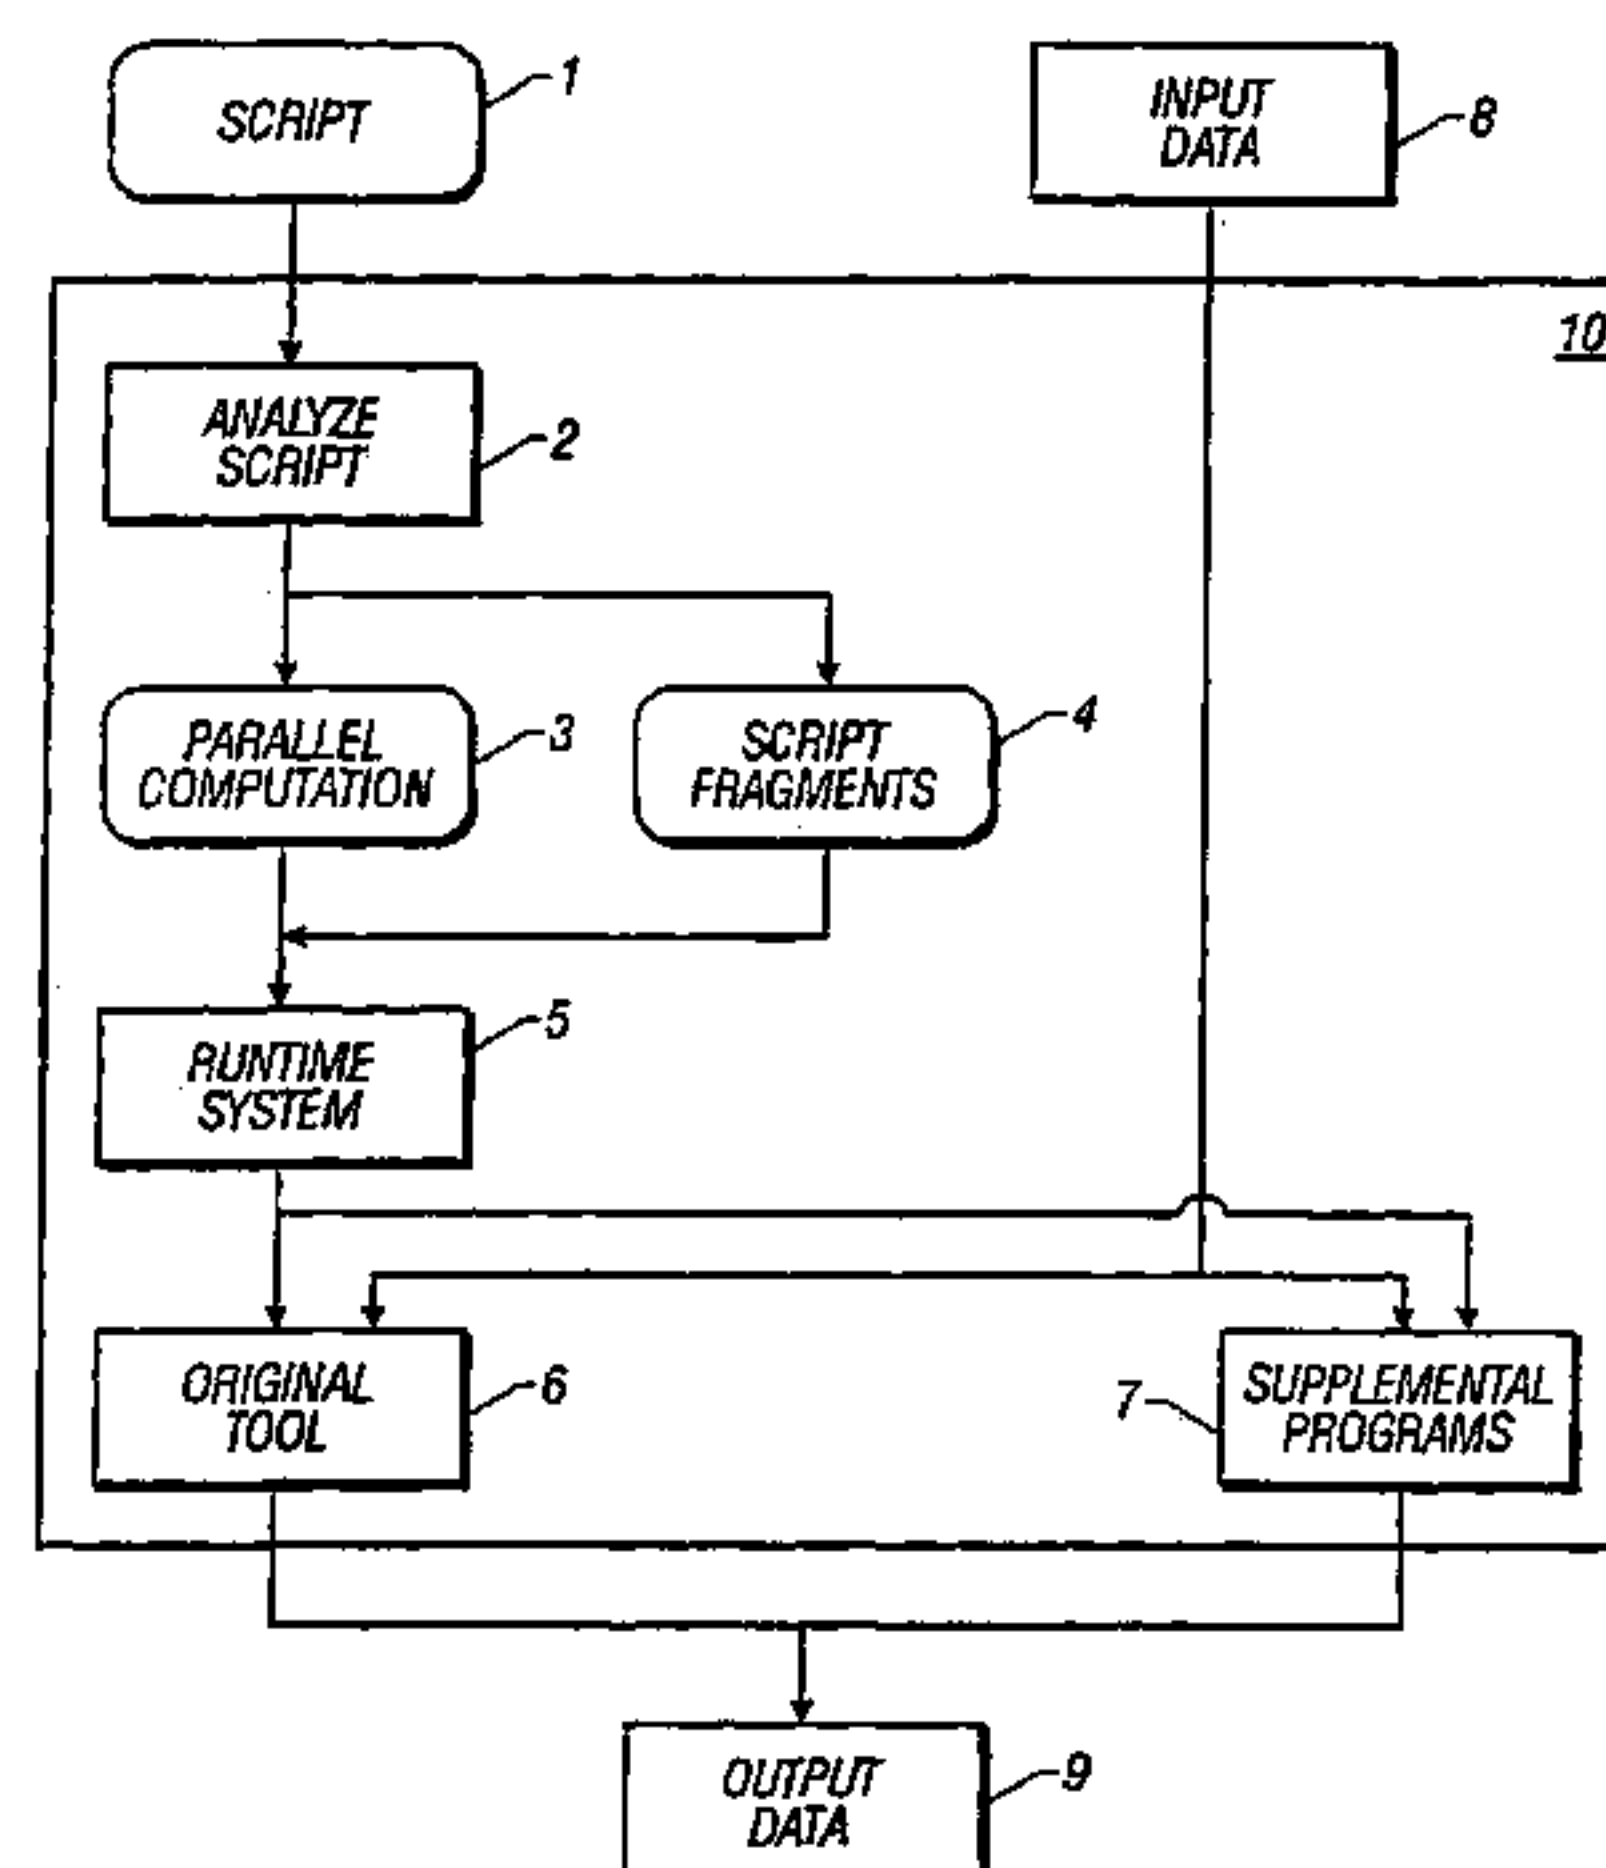 SCRIPT
1
INPUT
DATA
8
10
ANALYZE
SCRIPT
2
PARALLEL
COMPUTATION
3
SCRIPT
FRAGMENTS
4
RUNTIME
SYSTEM
5
ORIGINAL
TOOL
6
7
SUPPLEMENTAL
PROGRAMS
OUTPUT
DATA
9